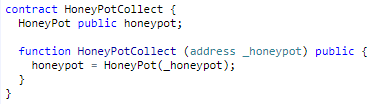 contract HoneyPotCollect {
  HoneyPot public honeypot;

  function HoneyPotCollect (address _honeypot) public {
    honeypot = HoneyPot(_honeypot);
  }
}